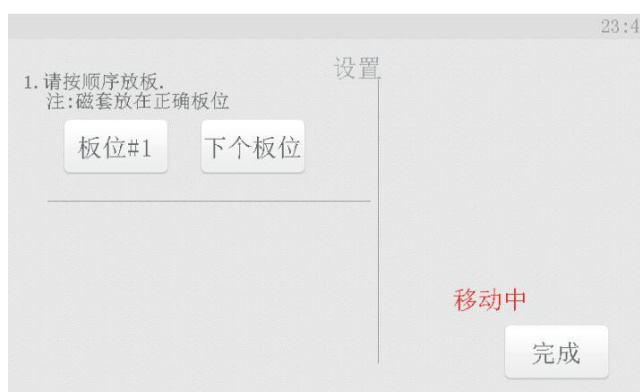 23:4
设置
1.请按顺序放板.
注:磁套放在正确板位
板位#1
下个板位
移动中
完成